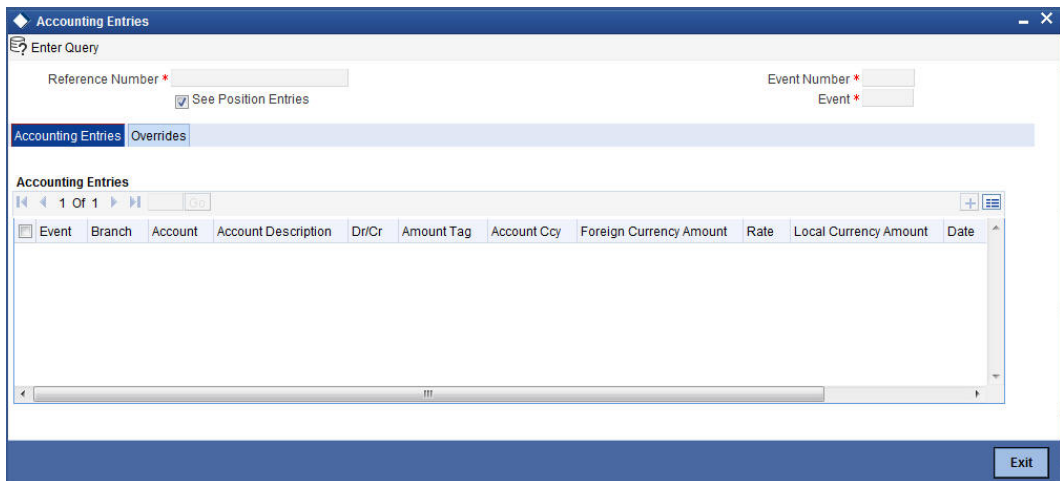 Accounting Entries
Enter Query
Reference Number *
Event Number *
See Position Entries
Event *
Accounting Entries Overrides
Accounting Entries
1 Of 1 Go
Event Branch Account Account Description Dr/Cr Amount Tag Account Ccy Foreign Currency Amount Rate Local Currency Amount Date
Exit